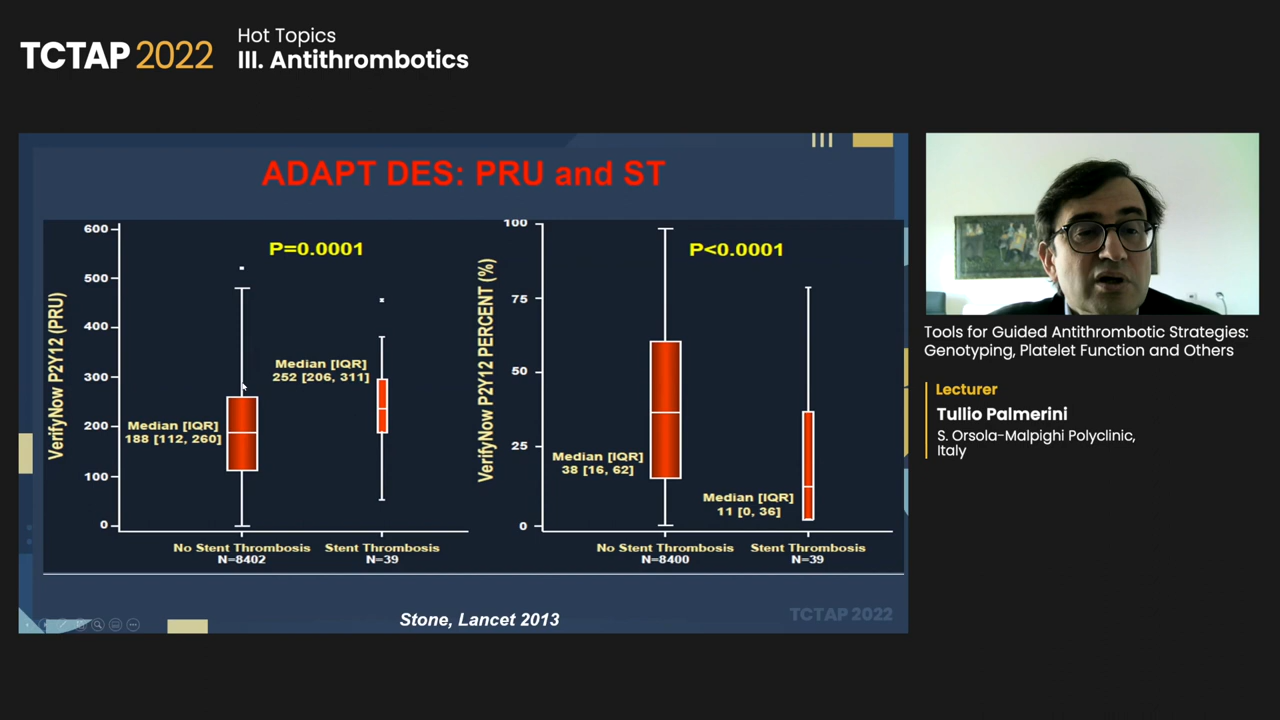 TCTAP 2022
Hot Topics
III. Antithrombotics
ADAPT DES: PRU and ST
VerifyNow P2Y12 (PRU)
600
500
400
300
200
100
0
P=0.0001
Median [IQR]
188 [112, 260]
Median [IQR]
252 [206, 311]
No Stent Thrombosis
N=8402
Stent Thrombosis
N=39
VerifyNow P2Y12 PERCENT (%)
100
75
50
25
0
P<0.0001
Median [IQR]
38 [16, 62]
Median [IQR]
11 [0, 36]
No Stent Thrombosis
N=8400
Stent Thrombosis
N=39
Stone, Lancet 2013
TCTAP 2022
Tools for Guided Antithrombotic Strategies:
Genotyping, Platelet Function and Others
Lecturer
Tullio Palmerini
S. Orsola-Malpighi Polyclinic,
Italy